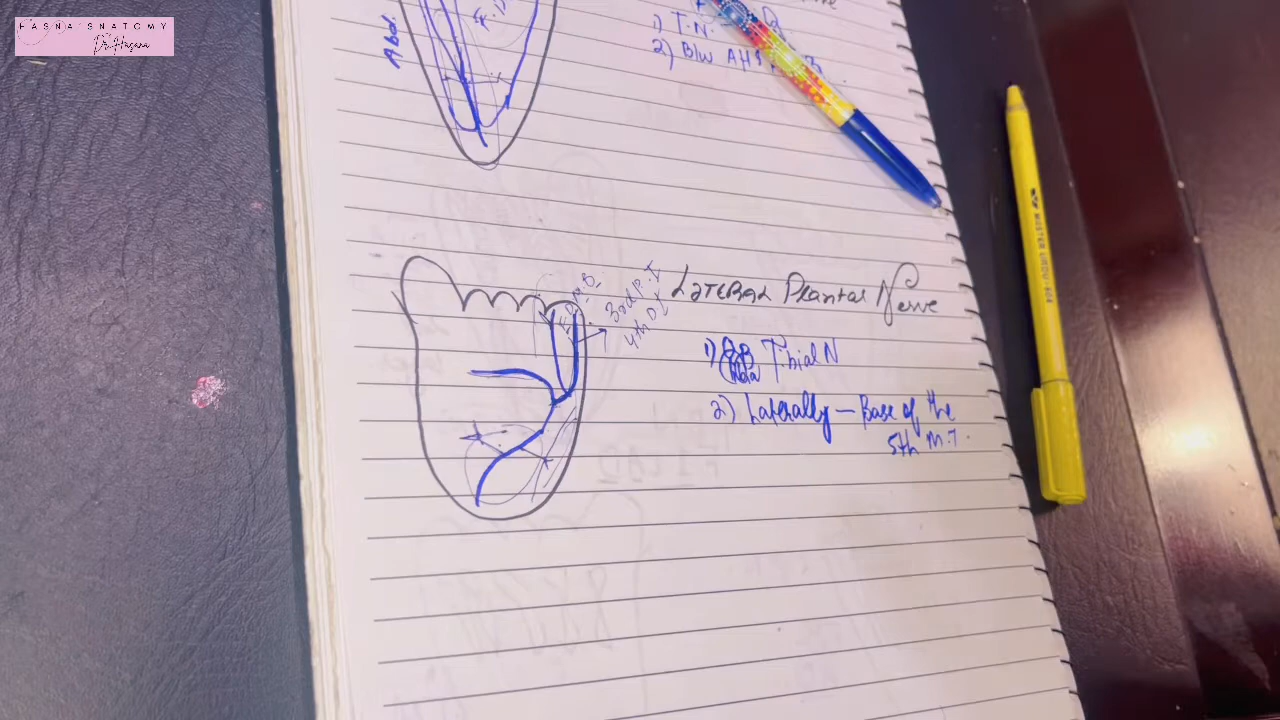 HASNA'S NATOMY
Dr.Hasna
Abd.
1) T.N.
2) B/w AH
LATERAL Plantar Nerve
F.D.M.B.
3rd P.I
4th D.I
1) Tibial N
2) Laterally – Base of the
5th M.T.